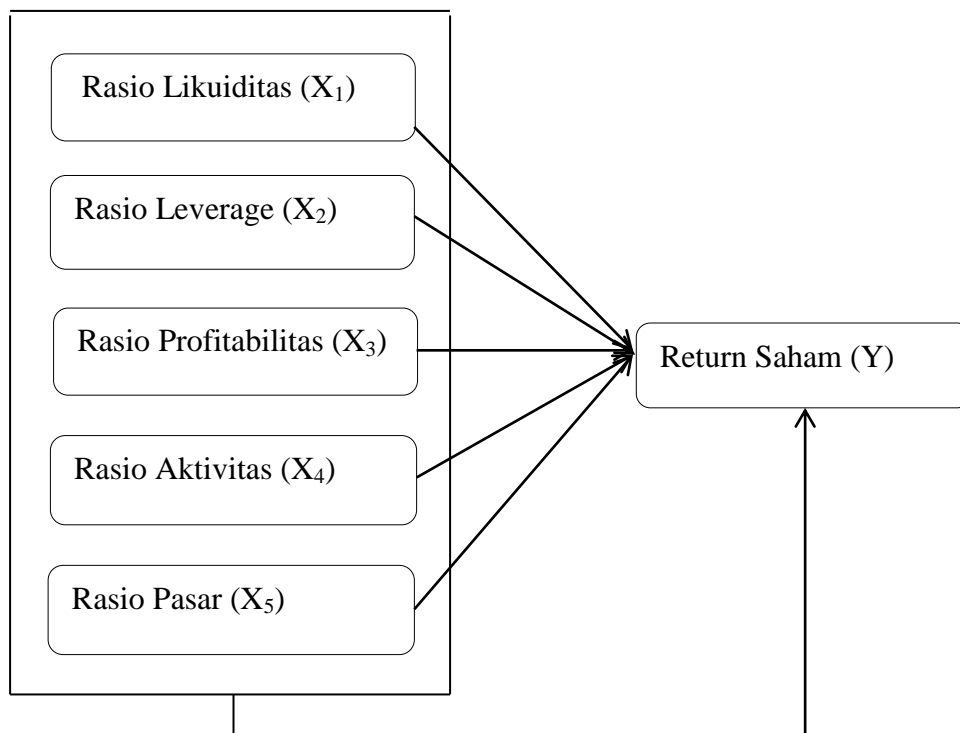 Rasio Likuiditas (X₁)
Rasio Leverage (X₂)
Rasio Profitabilitas (X₃)
Return Saham (Y)
Rasio Aktivitas (X₄)
Rasio Pasar (X₅)